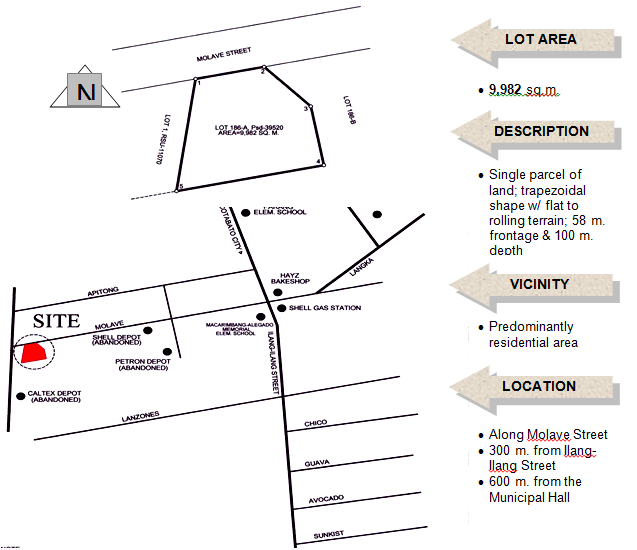 MOLAVE STREET
N
1
2
3
4
5
LOT 1, RSU-11070
LOT 186-B
LOT 186-A, Psd-39520
AREA=9,982 SQ. M.
ELEM. SCHOOL
COTABATO CITY
LANGKA
HAYZ
BAKESHOP
SHELL GAS STATION
APITONG
SITE
MOLAVE
MACARIMBANG-ALEGADO
MEMORIAL
ELEM. SCHOOL
SHELL DEPOT
(ABANDONED)
PETRON DEPOT
(ABANDONED)
ILANG-ILANG STREET
CALTEX DEPOT
(ABANDONED)
LANZONES
CHICO
GUAVA
AVOCADO
SUNKIST
LOT AREA
• 9,982 sq.m.
DESCRIPTION
• Single parcel of
land; trapezoidal
shape w/ flat to
rolling terrain; 58 m.
frontage & 100 m.
depth
VICINITY
• Predominantly
residential area
LOCATION
• Along Molave Street
• 300 m. from Ilang-
Ilang Street
• 600 m. from the
Municipal Hall